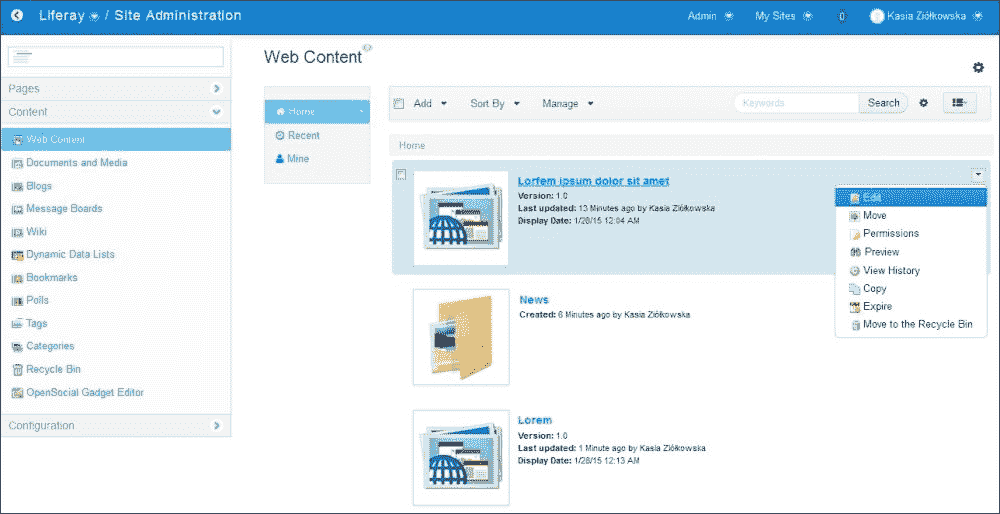 Liferay / Site Administration
Admin
My Sites
0
Kasia Ziółkowska
Pages
Content
Web Content
Documents and Media
Blogs
Message Boards
Wiki
Dynamic Data Lists
Bookmarks
Polls
Tags
Categories
Recycle Bin
OpenSocial Gadget Editor
Configuration
Web Content
Home
Recent
Mine
Add
Sort By
Manage
Keywords
Search
Home
Lorfem ipsum dolor sit amet
Version: 1.0
Last updated: 13 Minutes ago by Kasia Ziółkowska
Display Date: 1/28/15 12:04 AM
Edit
Move
Permissions
Preview
View History
Copy
Expire
Move to the Recycle Bin
News
Created: 6 Minutes ago by Kasia Ziółkowska
Lorem
Version: 1.0
Last updated: 1 Minute ago by Kasia Ziółkowska
Display Date: 1/28/15 12:13 AM